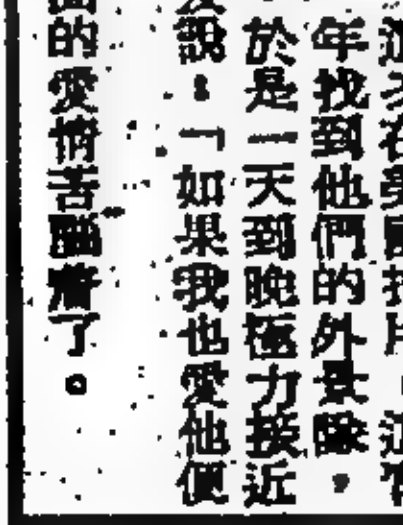 年找到他們的外景隊，
於是一天到晚極力接近
說：「如果我也愛他便
的愛情苦悶着了。